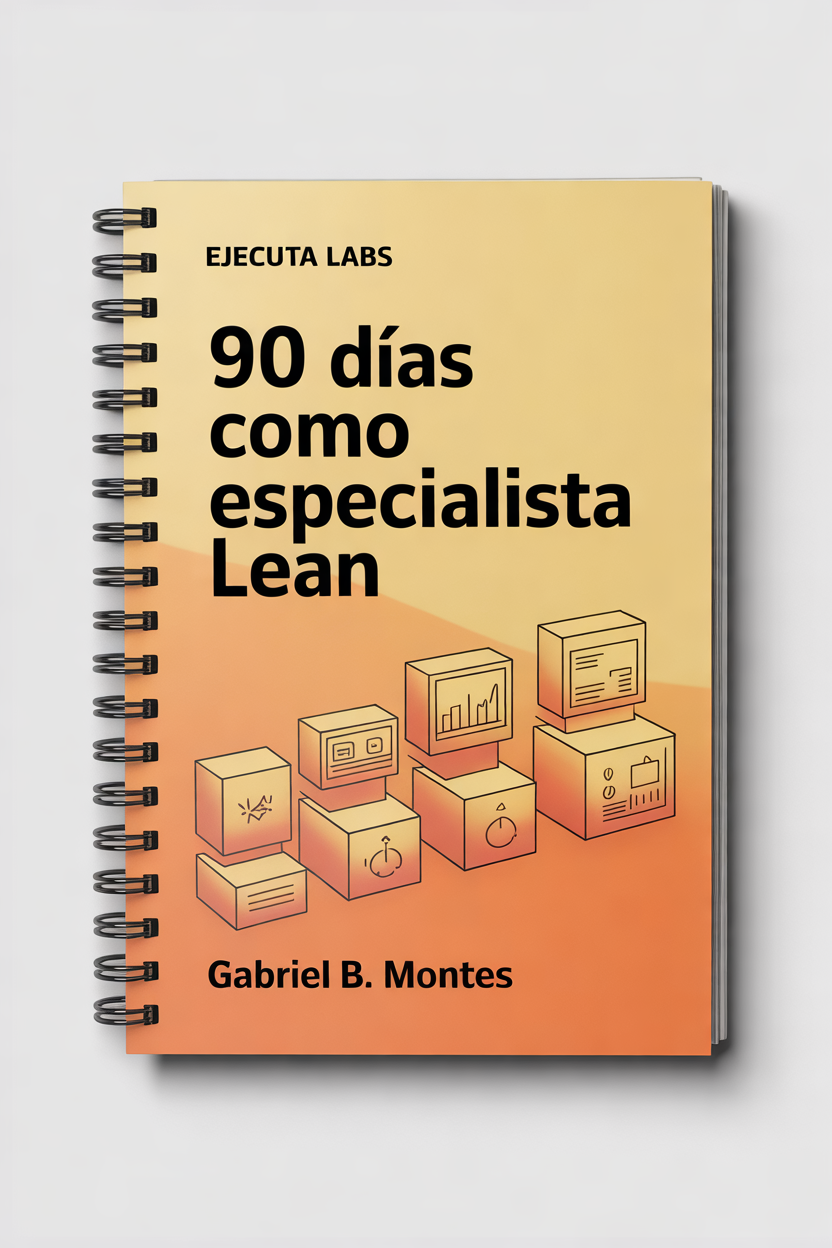 EJECUTA LABS
90 días
como
especialista
Lean
Gabriel B. Montes